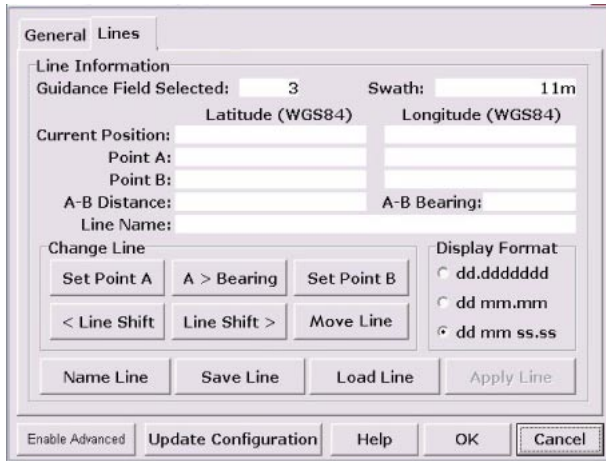 General Lines
Line Information
Guidance Field Selected: 3 Swath: 11m
Latitude (WGS84) Longitude (WGS84)
Current Position:
Point A:
Point B:
A-B Distance: A-B Bearing:
Line Name:
Change Line Display Format
Set Point A A > Bearing Set Point B dd.ddddddd
dd mm.mm
< Line Shift Line Shift > Move Line dd mm ss.ss
Name Line Save Line Load Line Apply Line
Enable Advanced Update Configuration Help OK Cancel